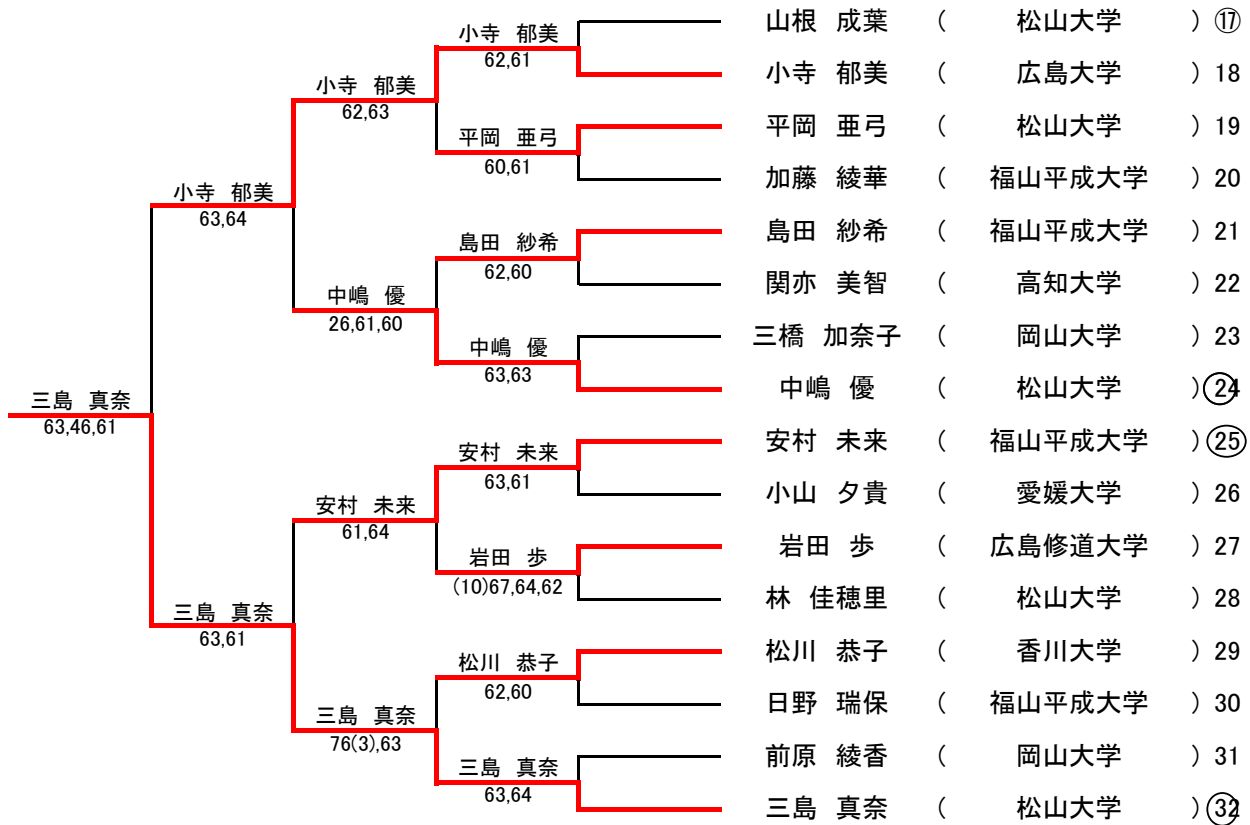 山根 成葉 ( 松山大学 ) ⑰
小寺 郁美
62,61
小寺 郁美 ( 広島大学 ) 18
小寺 郁美
62,63
平岡 亜弓 ( 松山大学 ) 19
平岡 亜弓
60,61
加藤 綾華 ( 福山平成大学 ) 20
小寺 郁美
63,64
島田 紗希 ( 福山平成大学 ) 21
島田 紗希
62,60
関亦 美智 ( 高知大学 ) 22
中嶋 優
26,61,60
三橋 加奈子 ( 岡山大学 ) 23
中嶋 優
63,63
中嶋 優 ( 松山大学 ) 24
三島 真奈
63,46,61
安村 未来 ( 福山平成大学 ) 25
安村 未来
63,61
小山 夕貴 ( 愛媛大学 ) 26
安村 未来
61,64
岩田 歩 ( 広島修道大学 ) 27
岩田 歩
(10)67,64,62
林 佳穂里 ( 松山大学 ) 28
三島 真奈
63,61
松川 恭子 ( 香川大学 ) 29
松川 恭子
62,60
日野 瑞保 ( 福山平成大学 ) 30
三島 真奈
76(3),63
前原 綾香 ( 岡山大学 ) 31
三島 真奈
63,64
三島 真奈 ( 松山大学 ) 32